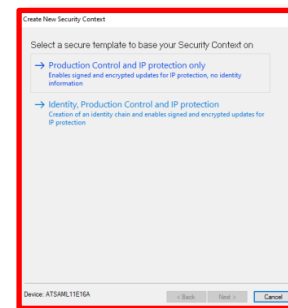 Create New Security Context
Select a secure template to base your Security Context on
→ Production Control and IP protection only
Enables signed and encrypted updates for IP protection, no identity
information
→ Identity, Production Control and IP protection
Creation of an identity chain and enables signed and encrypted updates for
IP protection
Device: ATSAML11E16A
< Back
Next >
Cancel